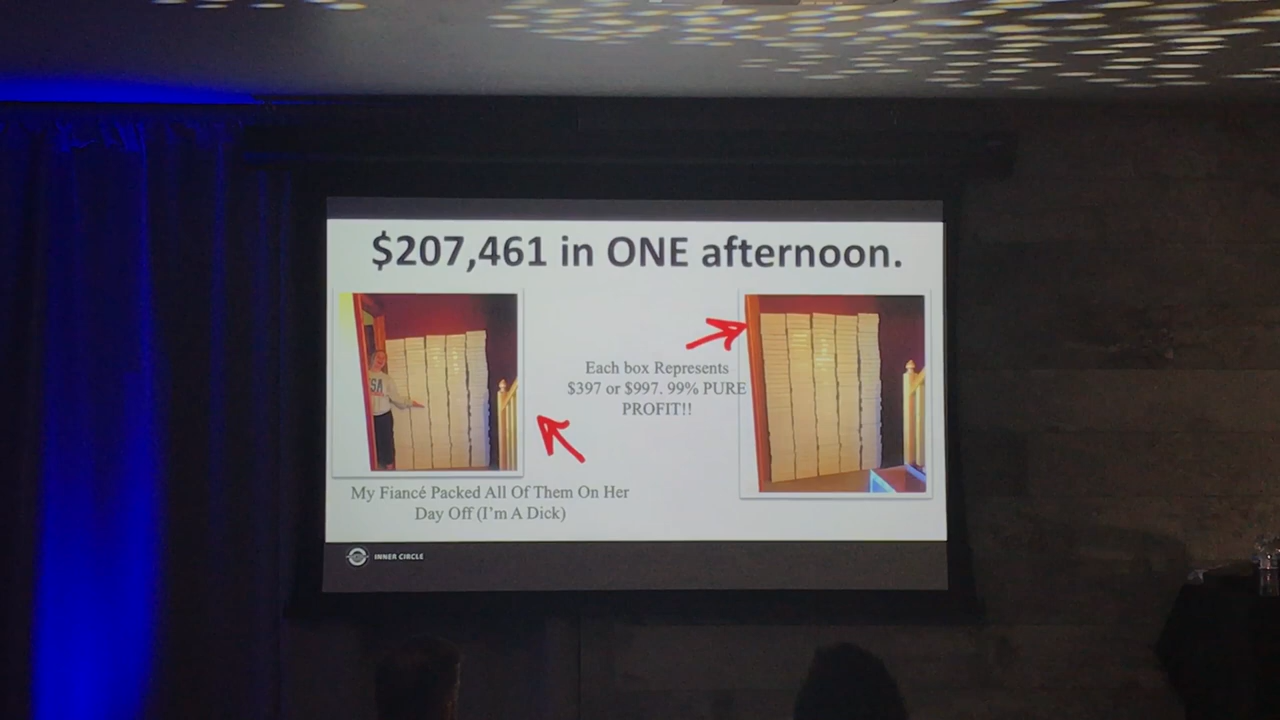 $207,461 in ONE afternoon.
Each box Represents
$397 or $997. 99% PURE
PROFIT!!
SA
My Fiancé Packed All Of Them On Her
Day Off (I'm A Dick)
INNER CIRCLE